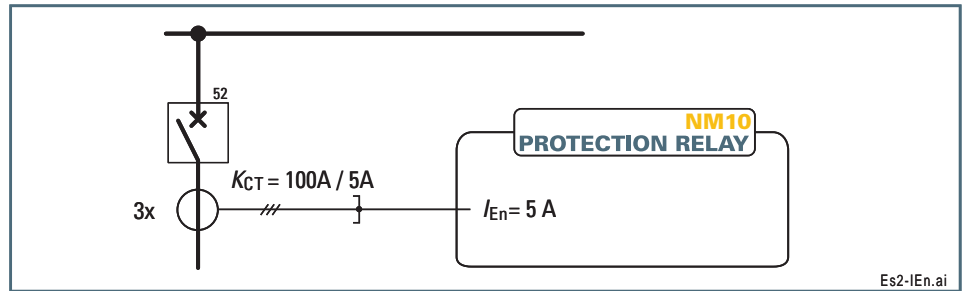 52
NM10
PROTECTION RELAY
KCT = 100A / 5A
3x
IEn= 5 A
Es2-IEn.ai